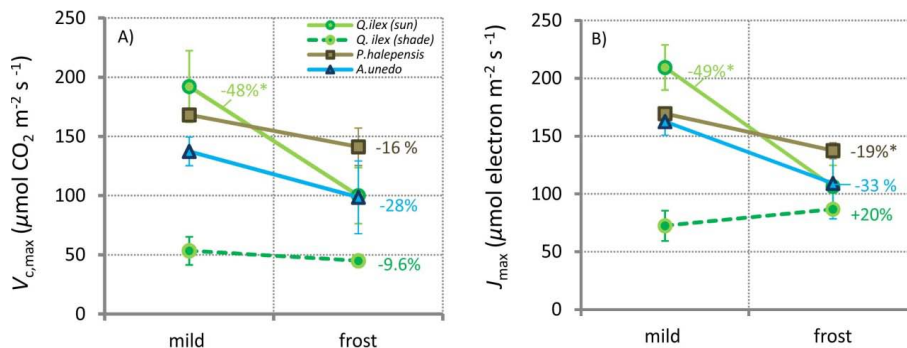 A)
Q.ilex (sun)
Q. ilex (shade)
P.halepensis
A.unedo
V c,max (μmol CO2 m-2 s-1)
250
200
150
100
50
0
-48%*
-16 %
-28%
-9.6%
mild frost
B)
J max (μmol electron m-2 s-1)
250
200
150
100
50
0
-49%*
-19%*
-33 %
+20%
mild frost